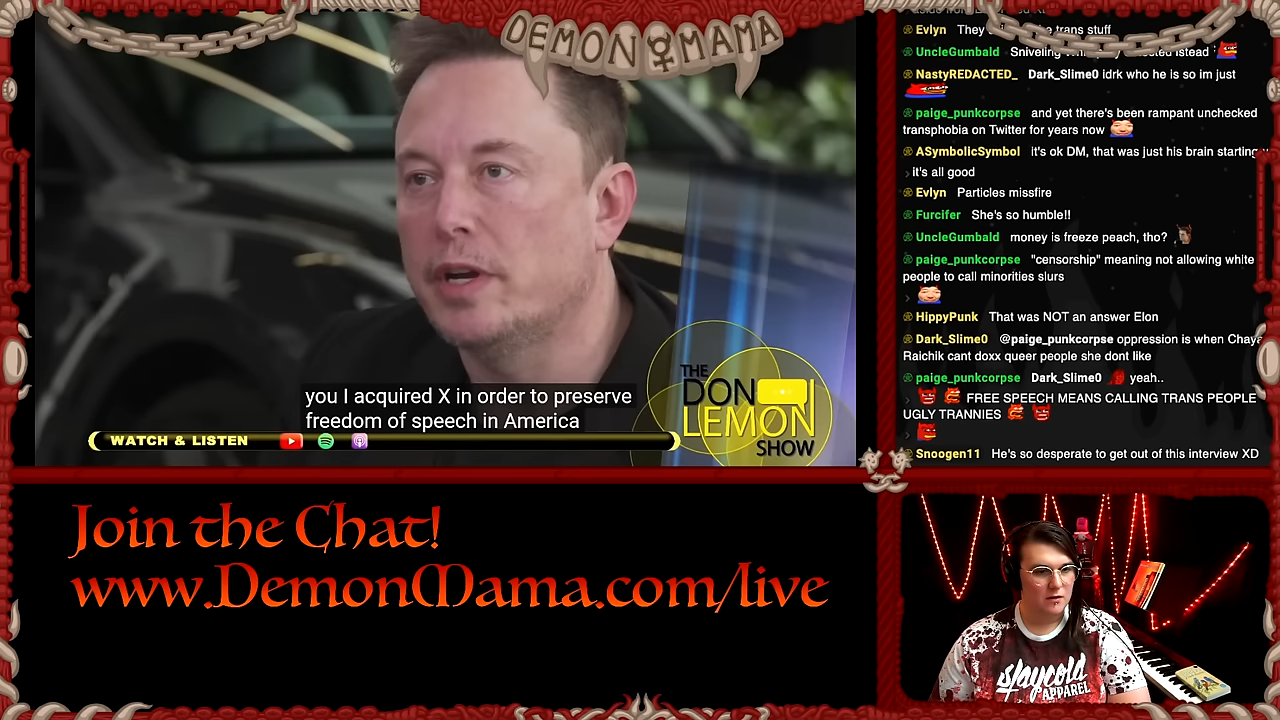 DEMON MAMA
Evlyn They trans stuff
UncleGumbald Sniveling
NastyREDACTED_ Dark_Slime0 idrk who he is so im just
paige_punkcorpse and yet there's been rampant unchecked
transphobia on Twitter for years now
ASymbolicSymbol it's ok DM, that was just his brain starting
it's all good
Evlyn Particles missfire
Furcifer She's so humble!!
UncleGumbald money is freeze peach, tho?
paige_punkcorpse "censorship" meaning not allowing white
people to call minorities slurs
HippyPunk That was NOT an answer Elon
Dark_Slime0 @paige_punkcorpse oppression is when Chaya
Raichik cant doxx queer people she dont like
paige_punkcorpse Dark_Slime0 yeah..
FREE SPEECH MEANS CALLING TRANS PEOPLE
UGLY TRANNIES
Snoogen11 He's so desperate to get out of this interview XD
you I acquired X in order to preserve
freedom of speech in America
WATCH & LISTEN
THE
DON
LEMON
SHOW
Join the Chat!
www.DemonMama.com/live
slaycold
APPAREL